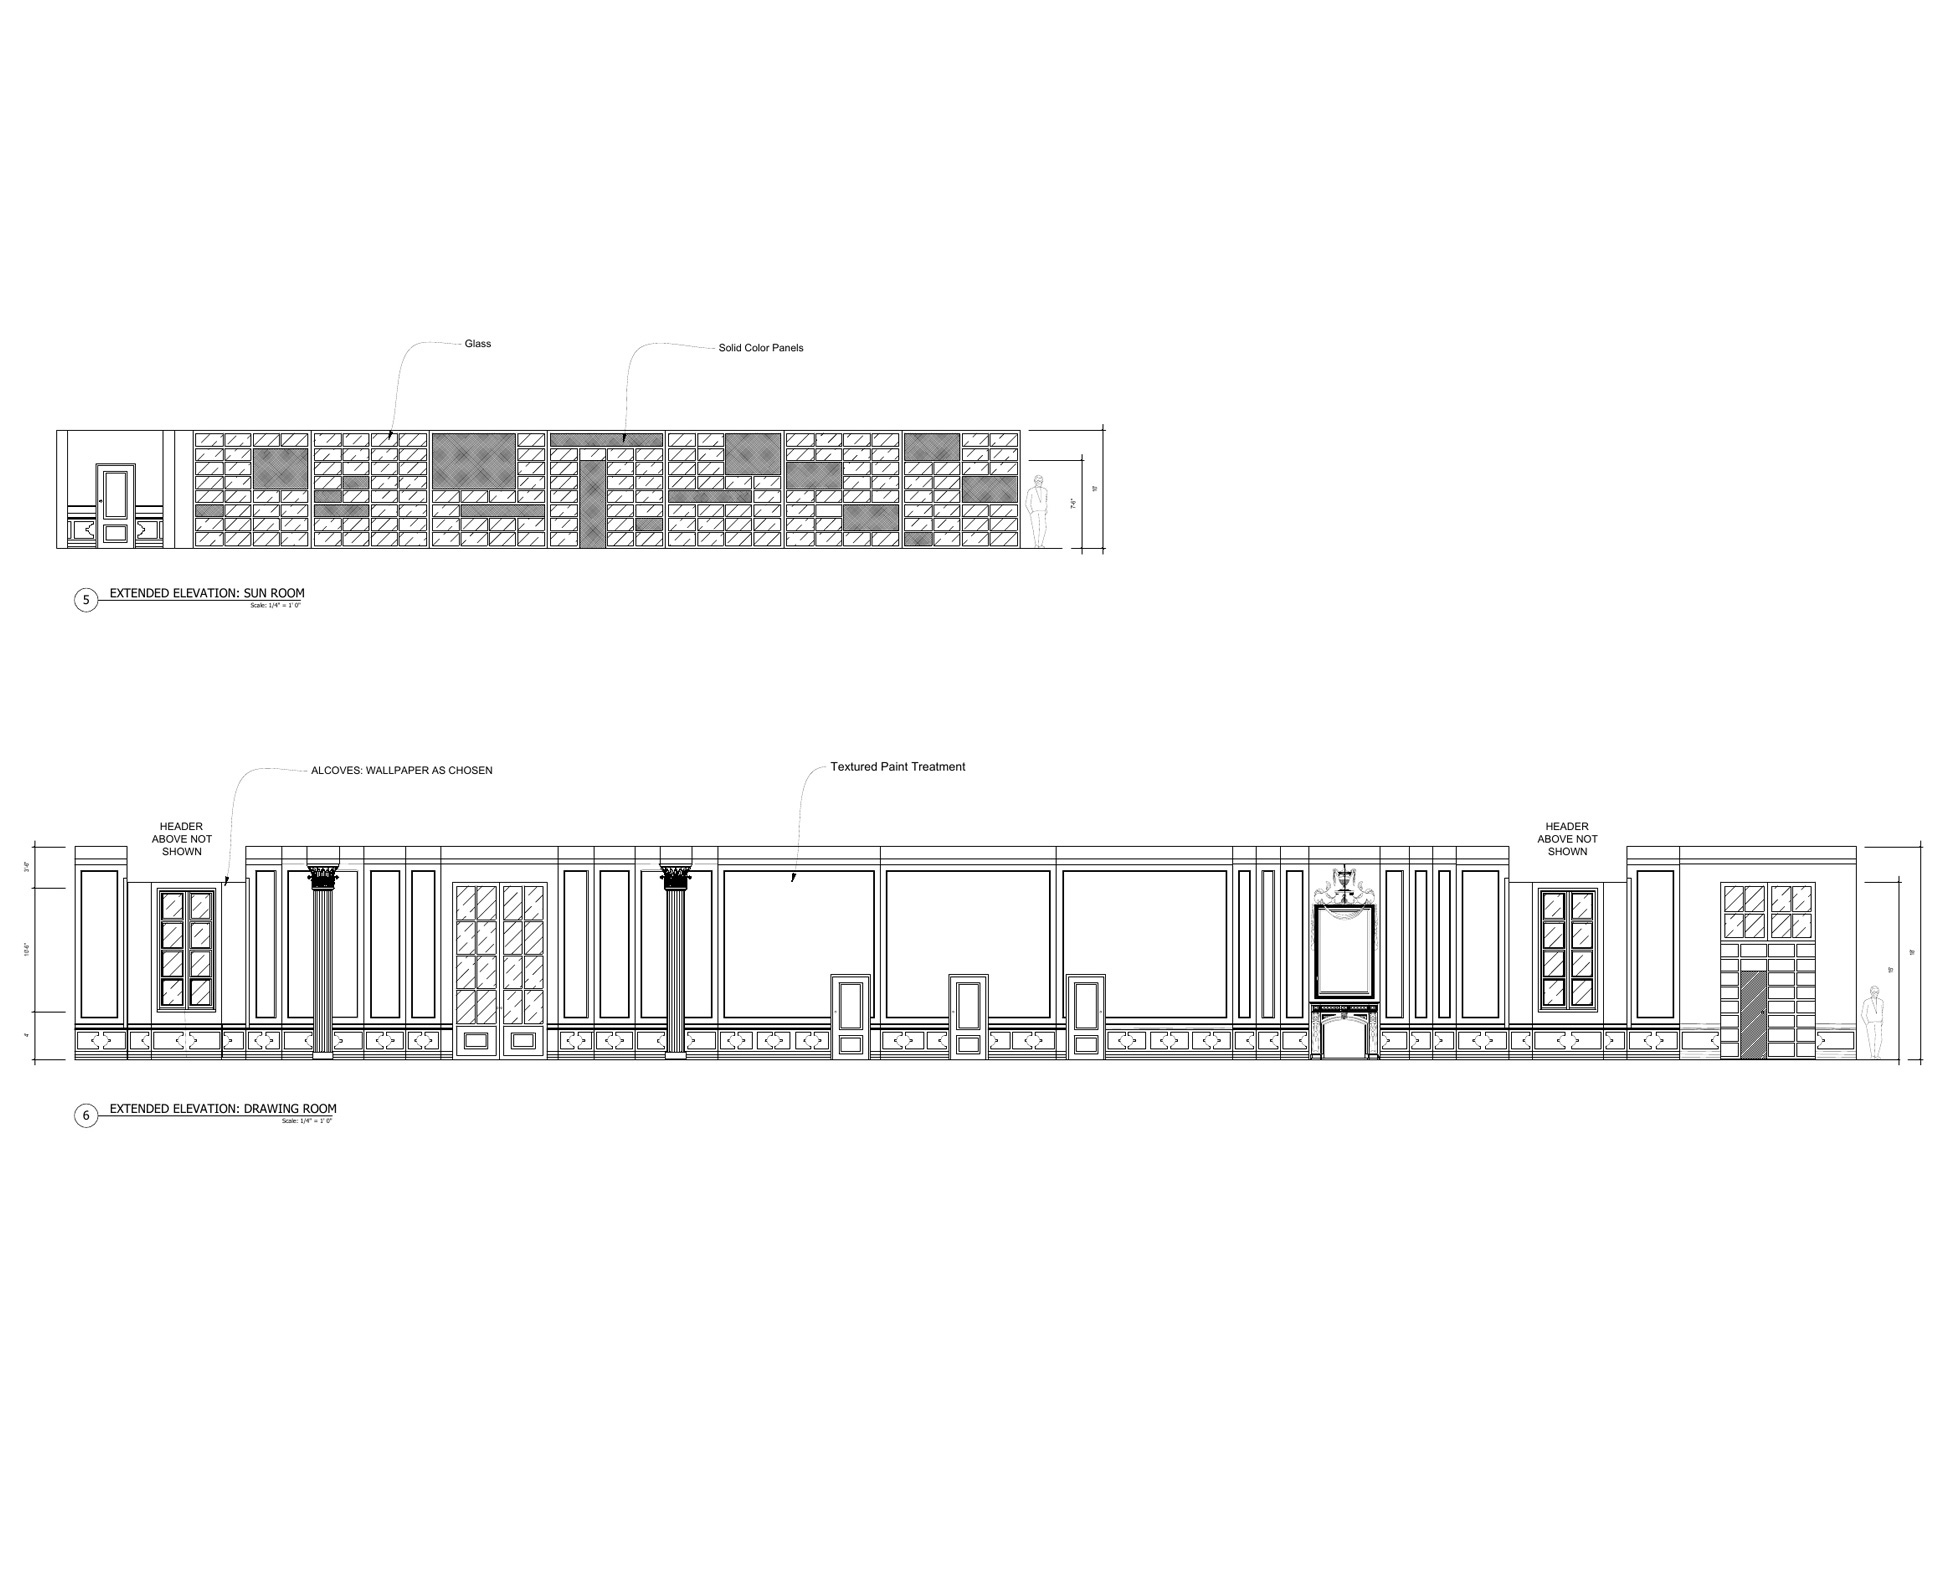 Glass
Solid Color Panels
7'-6"
10'
5
EXTENDED ELEVATION: SUN ROOM
Scale: 1/4" = 1' 0"
ALCOVES: WALLPAPER AS CHOSEN
Textured Paint Treatment
HEADER
ABOVE NOT
SHOWN
HEADER
ABOVE NOT
SHOWN
3'-6"
10'-6"
4'
15'
18'
6
EXTENDED ELEVATION: DRAWING ROOM
Scale: 1/4" = 1' 0"